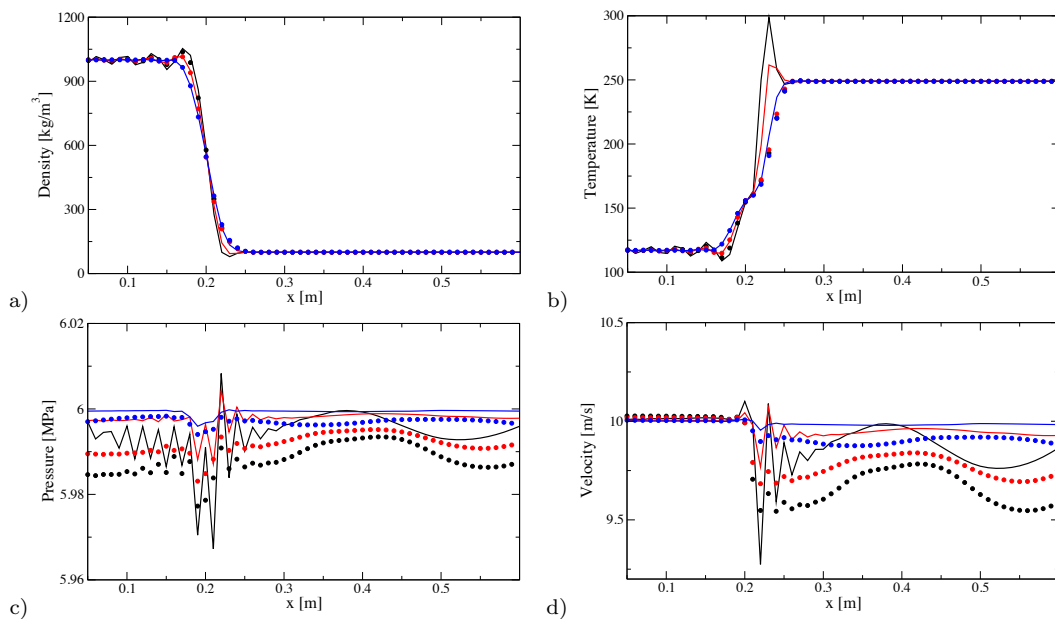 1200
900
600
300
0
Density [kg/m³]
0.1 0.2 0.3 0.4 0.5
x [m]
a)
300
250
200
150
100
Temperature [K]
0.1 0.2 0.3 0.4 0.5
x [m]
b)
6.02
6
5.98
5.96
Pressure [MPa]
0.1 0.2 0.3 0.4 0.5
x [m]
c)
10.5
10
9.5
Velocity [m/s]
0.1 0.2 0.3 0.4 0.5
x [m]
d)